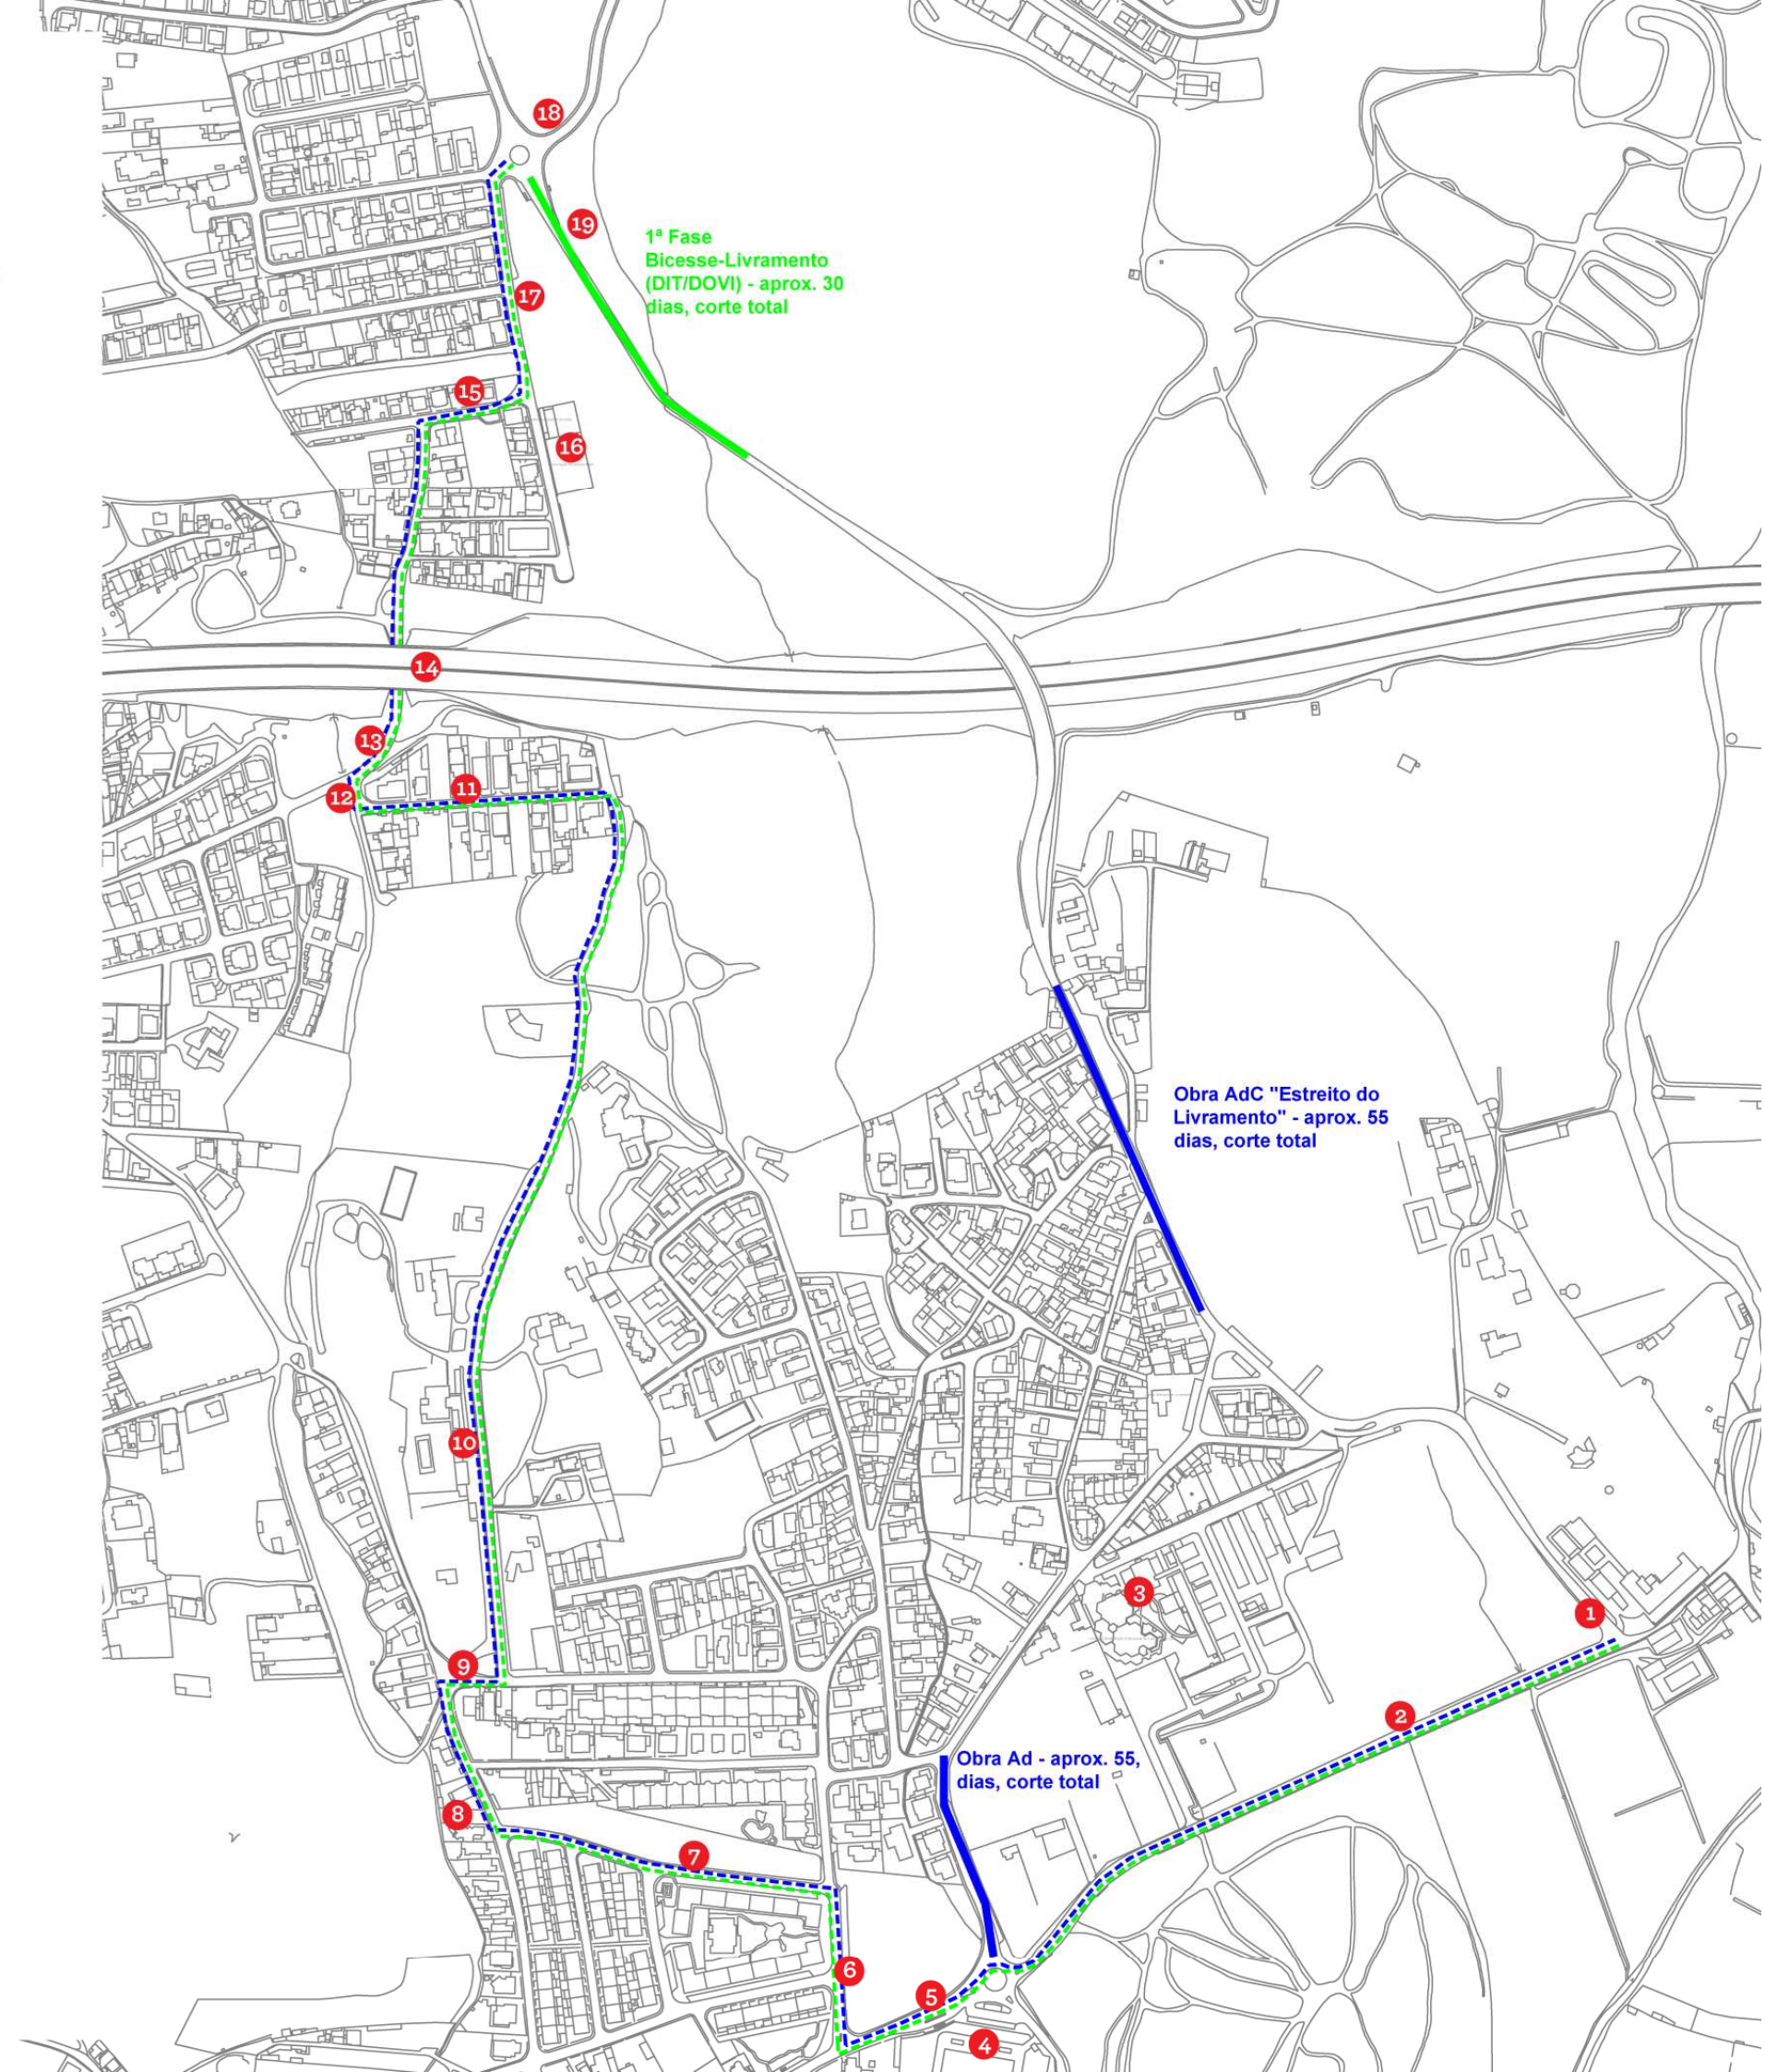 18
19
1ª Fase
Bicesse-Livramento
(DIT/DOVI) - aprox. 30
dias, corte total
17
15
16
14
13
12
11
Obra AdC "Estreito do
Livramento" - aprox. 55
dias, corte total
10
3
1
9
2
Obra Ad - aprox. 55,
dias, corte total
8
7
6
5
4